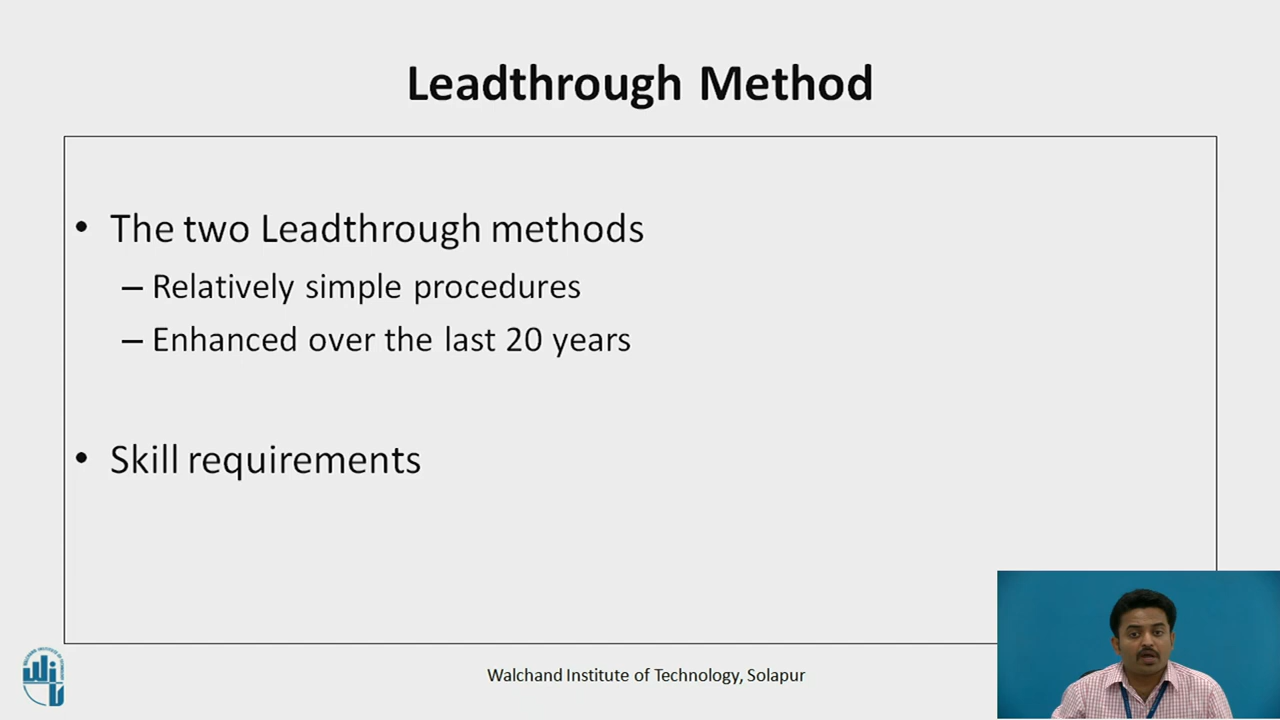 Leadthrough Method
• The two Leadthrough methods
– Relatively simple procedures
– Enhanced over the last 20 years
• Skill requirements
Walchand Institute of Technology, Solapur